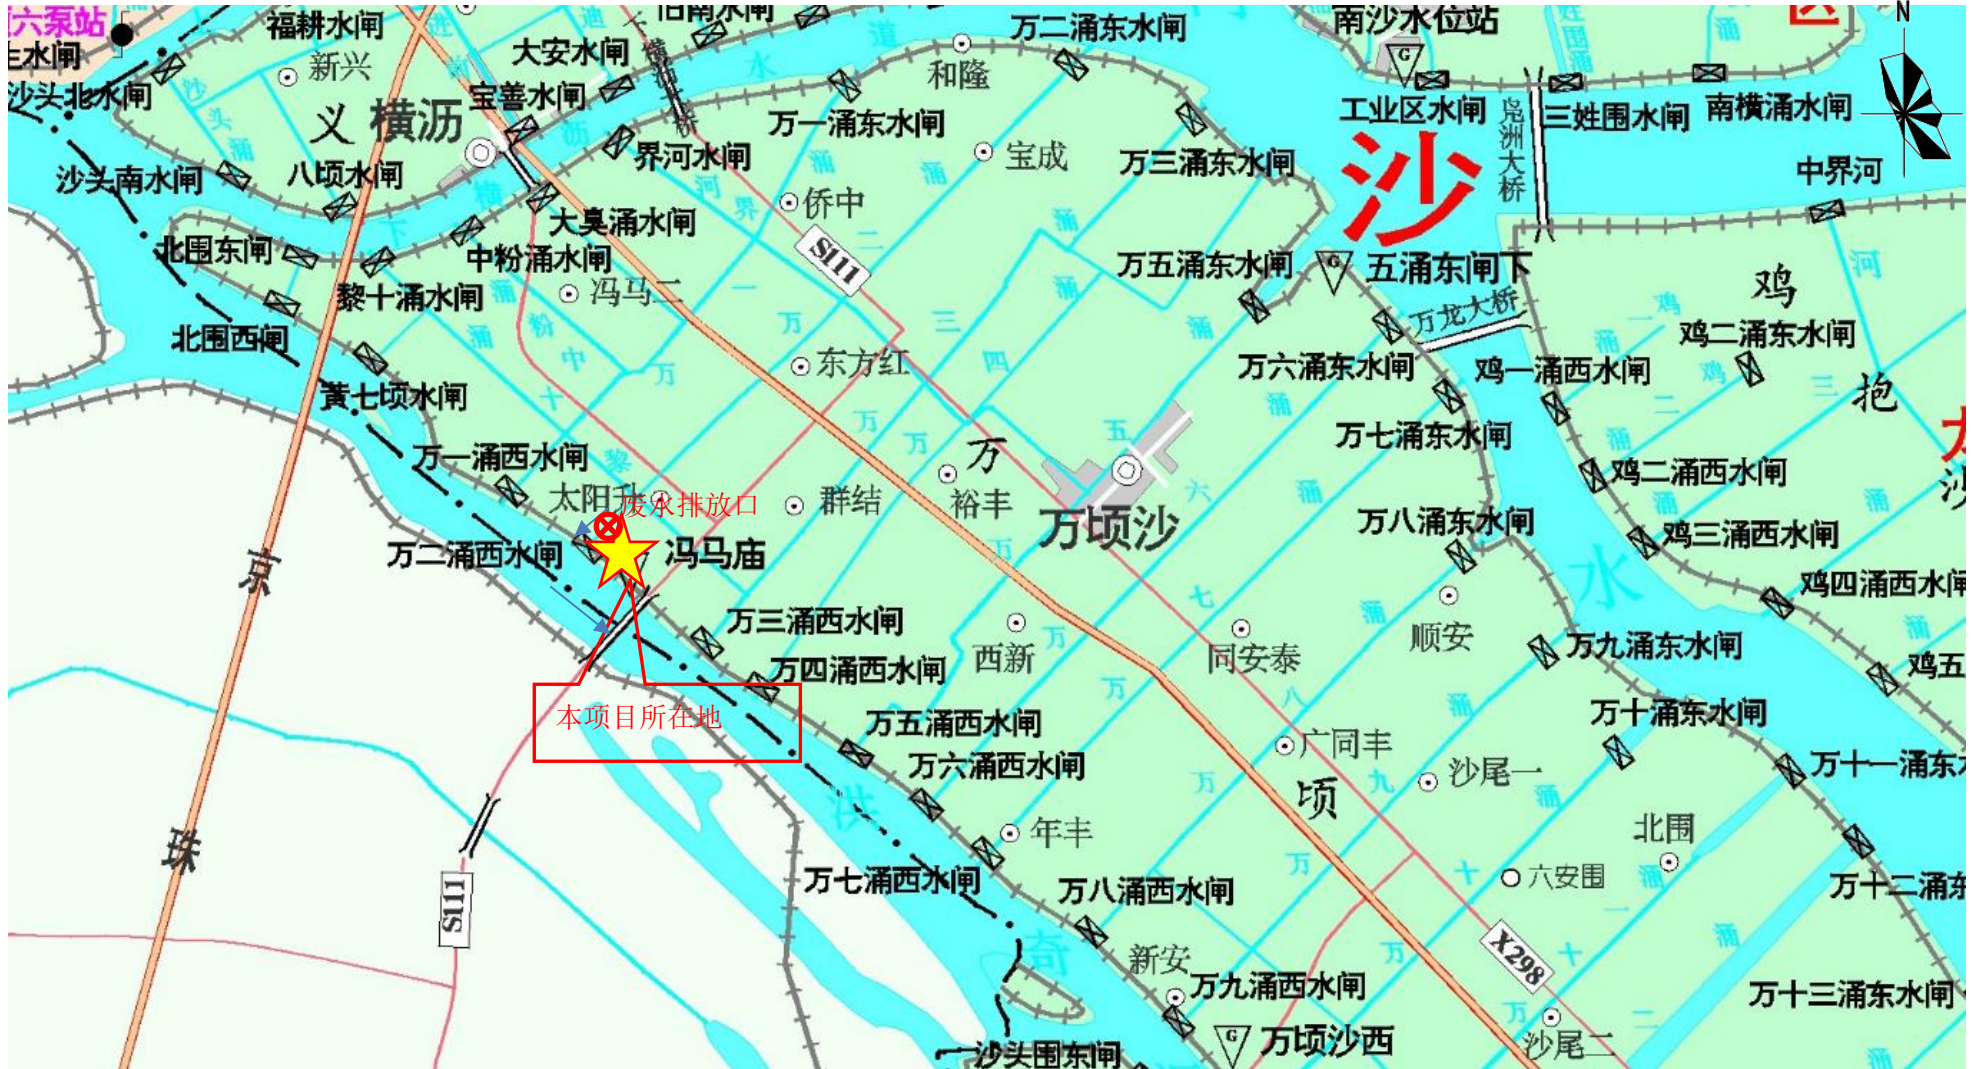 六泵站
福耕水闸
旧南水闸
万二涌东水闸
南沙水位站
区
N
生水闸
新兴
大安水闸
和隆
道
水
沙头北水闸
宝善水闸
工业区水闸
三姓围水闸
南横涌水闸
凫洲大桥
义
横沥
沥
万一涌东水闸
界河水闸
宝成
万三涌东水闸
沙
中界河
沙头南水闸
八顷水闸
侨中
大臭涌水闸
S111
北围东闸
中粉涌水闸
冯马二
万五涌东水闸
五涌东闸下
鸡
河
黎十涌水闸
万龙大桥
北围西闸
鸡二涌东水闸
东方红
万六涌东水闸
鸡一涌西水闸
抱
黄七顷水闸
万七涌东水闸
龙
沙
万一涌西水闸
万
太阳升
裕丰
鸡二涌西水闸
废水排放口
群结
万顷沙
万八涌东水闸
鸡三涌西水闸
万二涌西水闸
冯马庙
京
水
鸡四涌西水闸
顺安
万三涌西水闸
西新
同安泰
万九涌东水闸
万四涌西水闸
鸡五
本项目所在地
万五涌西水闸
万十涌东水闸
广同丰
万六涌西水闸
沙尾一
万十一涌东水
顷
洪
年丰
北围
珠
万七涌西水闸
万八涌西水闸
六安围
万十二涌东
S111
X298
奇
新安
万九涌西水闸
万十三涌东水闸
沙头围东闸
G
万顷沙西
沙尾二